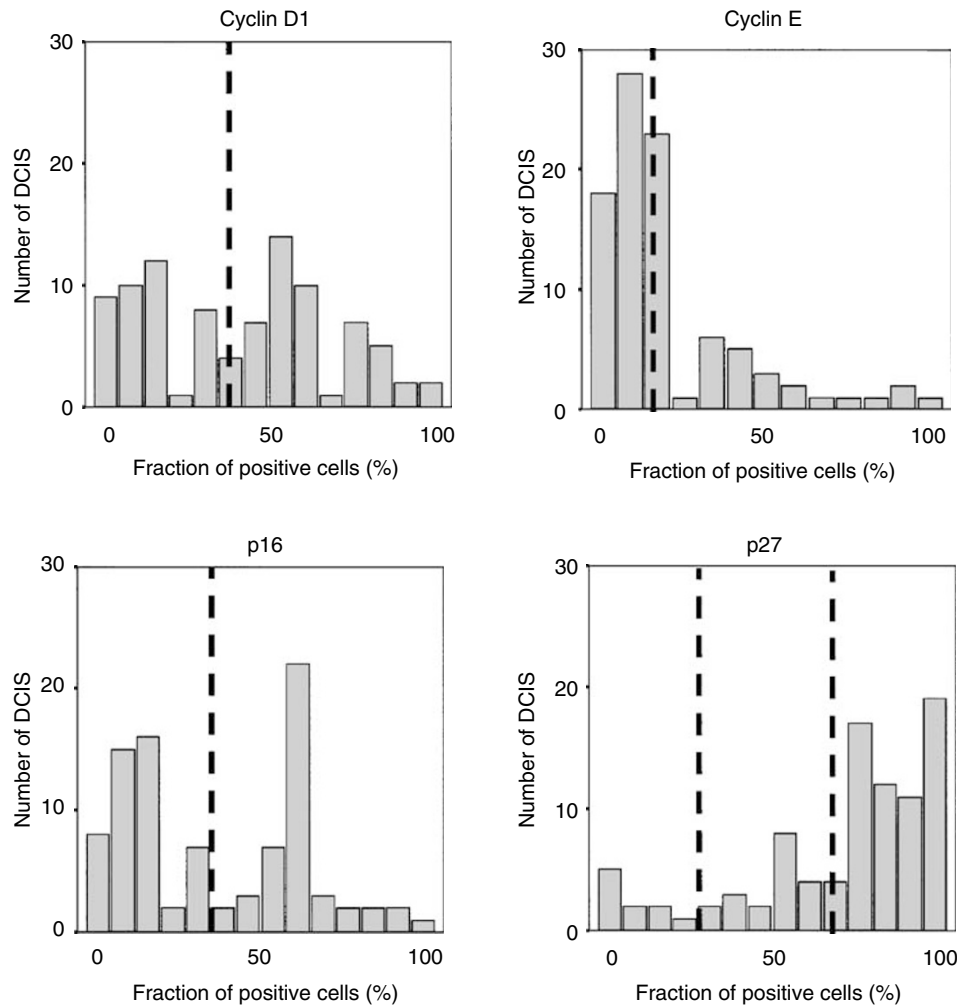 Cyclin D1
30
20
10
0
Number of DCIS
0 50 100
Fraction of positive cells (%)
Cyclin E
30
20
10
0
Number of DCIS
0 50 100
Fraction of positive cells (%)
p16
30
20
10
0
Number of DCIS
0 50 100
Fraction of positive cells (%)
p27
30
20
10
0
Number of DCIS
0 50 100
Fraction of positive cells (%)